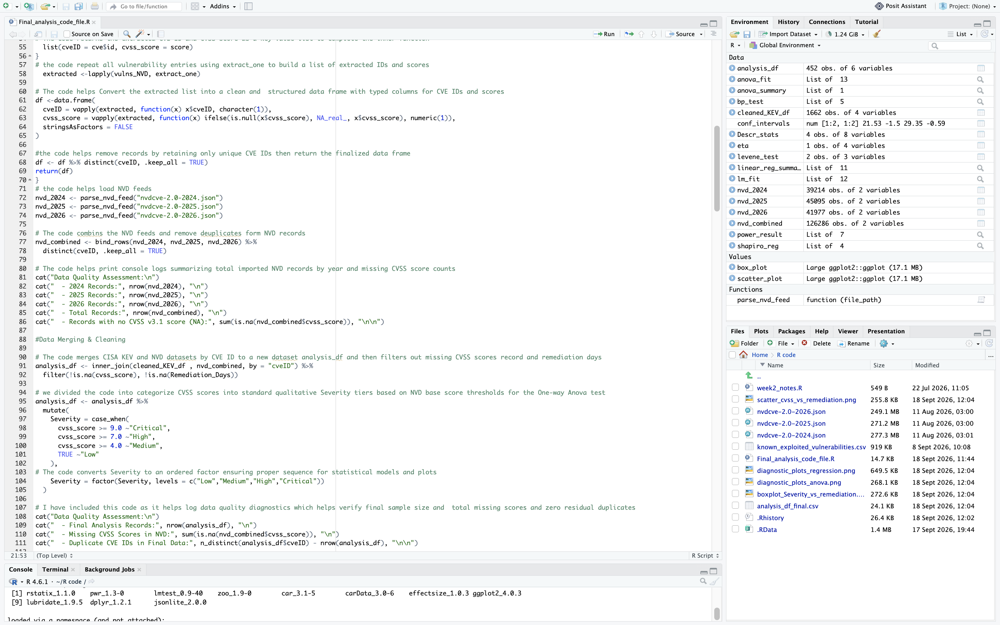 Go to file/function Addins Posit Assistant Project: (None)
Final_analysis_code_file.R
Source on Save Run Source
55 list(cveID = cve$id, cvss_score = score)
56 }
57 # the code repeat all vulnerability entries using extract_one to build a list of extracted IDs and scores
58 extracted <-lapply(vulns_NVD, extract_one)
59
60 # The code helps Convert the extracted list into a clean and  structured data frame with typed columns for CVE IDs and scores
61 df <-data.frame(
62 cveID = vapply(extracted, function(x) x$cveID, character(1)),
63 cvss_score = vapply(extracted, function(x) ifelse(is.null(x$cvss_score), NA_real_, x$cvss_score), numeric(1)),
64 stringsAsFactors = FALSE
65 )
66
67 #the code helps remove records by retaining only unique CVE IDs then return the finalized data frame
68 df <- df %>% distinct(cveID, .keep_all = TRUE)
69 return(df)
70 }
71 # the code helps load NVD feeds
72 nvd_2024 <- parse_nvd_feed("nvdcve-2.0-2024.json")
73 nvd_2025 <- parse_nvd_feed("nvdcve-2.0-2025.json")
74 nvd_2026 <- parse_nvd_feed("nvdcve-2.0-2026.json")
75
76 # The code combins the NVD feeds and remove deuplicates form NVD records
77 nvd_combined <- bind_rows(nvd_2024, nvd_2025, nvd_2026) %>%
78 distinct(cveID, .keep_all = TRUE)
79
80 # The code helps print console logs summarizing total imported NVD records by year and missing CVSS score counts
81 cat("Data Quality Assessment:\n")
82 cat("  - 2024 Records:", nrow(nvd_2024), "\n")
83 cat("  - 2025 Records:", nrow(nvd_2025), "\n")
84 cat("  - 2026 Records:", nrow(nvd_2026), "\n")
85 cat("  - Total Records:", nrow(nvd_combined), "\n")
86 cat("  - Records with no CVSS v3.1 score (NA):", sum(is.na(nvd_combined$cvss_score)), "\n\n")
87
88 #Data Merging & Cleaning
89
90 # The code merges CISA KEV and NVD datasets by CVE ID to a new dataset analysis_df and then filters out missing CVSS scores record and remediation days
91 analysis_df <- inner_join(cleaned_KEV_df , nvd_combined, by = "cveID") %>%
92 filter(!is.na(cvss_score), !is.na(Remediation_Days))
93
94 # we divided the code into categorize CVSS scores into standard qualitative Severity tiers based on NVD base score thresholds for the One-way Anova test
95 analysis_df <- analysis_df %>%
96 mutate(
97 Severity = case_when(
98 cvss_score >= 9.0 ~"Critical",
99 cvss_score >= 7.0 ~"High",
100 cvss_score >= 4.0 ~"Medium",
101 TRUE ~"Low"
102 ),
103 # The code converts Severity to an ordered factor ensuring proper sequence for statistical models and plots
104 Severity = factor(Severity, levels = c("Low","Medium","High","Critical"))
105 )
106
107 # I have included this code as it helps log data quality diagnostics which helps verify final sample size and  total missing scores and zero residual duplicates
108 cat("Data Quality Assessment:\n")
109 cat("  - Final Analysis Records:", nrow(analysis_df), "\n")
110 cat("  - Missing CVSS Scores in NVD:", sum(is.na(nvd_combined$cvss_score)), "\n")
111 cat("  - Duplicate CVE IDs in Final Data:", n_distinct(analysis_df$cveID) - nrow(analysis_df), "\n\n")
21:53 (Top Level) R Script
Console Terminal Background Jobs
R 4.6.1 · ~/R code /
[1] rstatix_1.1.0 pwr_1.3-0 lmtest_0.9-40 zoo_1.9-0 car_3.1-5 carData_3.0-6 effectsize_1.0.3 ggplot2_4.0.3
[9] lubridate_1.9.5 dplyr_1.2.1 jsonlite_2.0.0
loaded via a namespace (and not attached):
Environment History Connections Tutorial
Import Dataset 1.24 GiB List
R Global Environment
Data
analysis_df 452 obs. of 6 variables
anova_fit List of 13
anova_summary List of 1
bp_test List of 5
cleaned_KEV_df 1662 obs. of 4 variables
conf_intervals num [1:2, 1:2] 21.53 -1.5 29.35 -0.59
Descr_stats 4 obs. of 8 variables
eta 1 obs. of 4 variables
levene_test 2 obs. of 3 variables
linear_reg_summa… List of 11
lm_fit List of 12
nvd_2024 39214 obs. of 2 variables
nvd_2025 45095 obs. of 2 variables
nvd_2026 41977 obs. of 2 variables
nvd_combined 126286 obs. of 2 variables
power_result List of 7
shapiro_reg List of 4
Values
box_plot Large ggplot2::ggplot (17.1 MB)
scatter_plot Large ggplot2::ggplot (17.1 MB)
Functions
parse_nvd_feed function (file_path)
Files Plots Packages Help Viewer Presentation
Folder File Delete Rename
Home R code ...
Name Size Modified
..
week2_notes.R 549 B 22 Jul 2026, 11:05
scatter_cvss_vs_remediation.png 255.8 KB 18 Sept 2026, 12:04
nvdcve-2.0-2026.json 249.1 MB 11 Aug 2026, 03:00
nvdcve-2.0-2025.json 271.2 MB 11 Aug 2026, 03:00
nvdcve-2.0-2024.json 277.3 MB 11 Aug 2026, 03:01
known_exploited_vulnerabilities.csv 919 KB 8 Sept 2026, 10:08
Final_analysis_code_file.R 14.7 KB 18 Sept 2026, 11:44
diagnostic_plots_regression.png 649.5 KB 18 Sept 2026, 12:04
diagnostic_plots_anova.png 268.1 KB 18 Sept 2026, 12:04
boxplot_Severity_vs_remediation.... 272.6 KB 18 Sept 2026, 12:04
analysis_df_final.csv 24.1 KB 18 Sept 2026, 12:04
.Rhistory 26.4 KB 18 Sept 2026, 12:02
.RData 1.4 MB 17 Sept 2026, 19:44